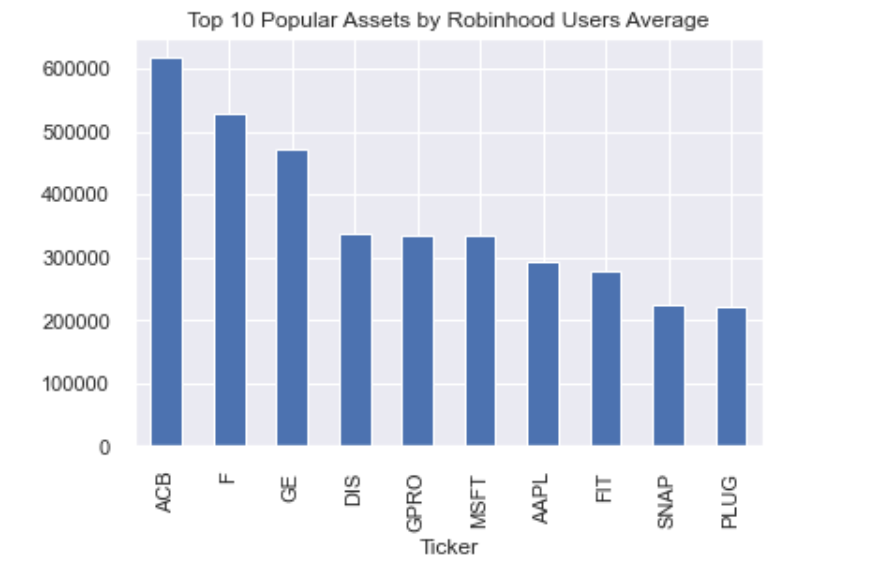 Top 10 Popular Assets by Robinhood Users Average
600000
500000
400000
300000
200000
100000
0
ACB
F
GE
DIS
GPRO
MSFT
AAPL
FIT
SNAP
PLUG
Ticker